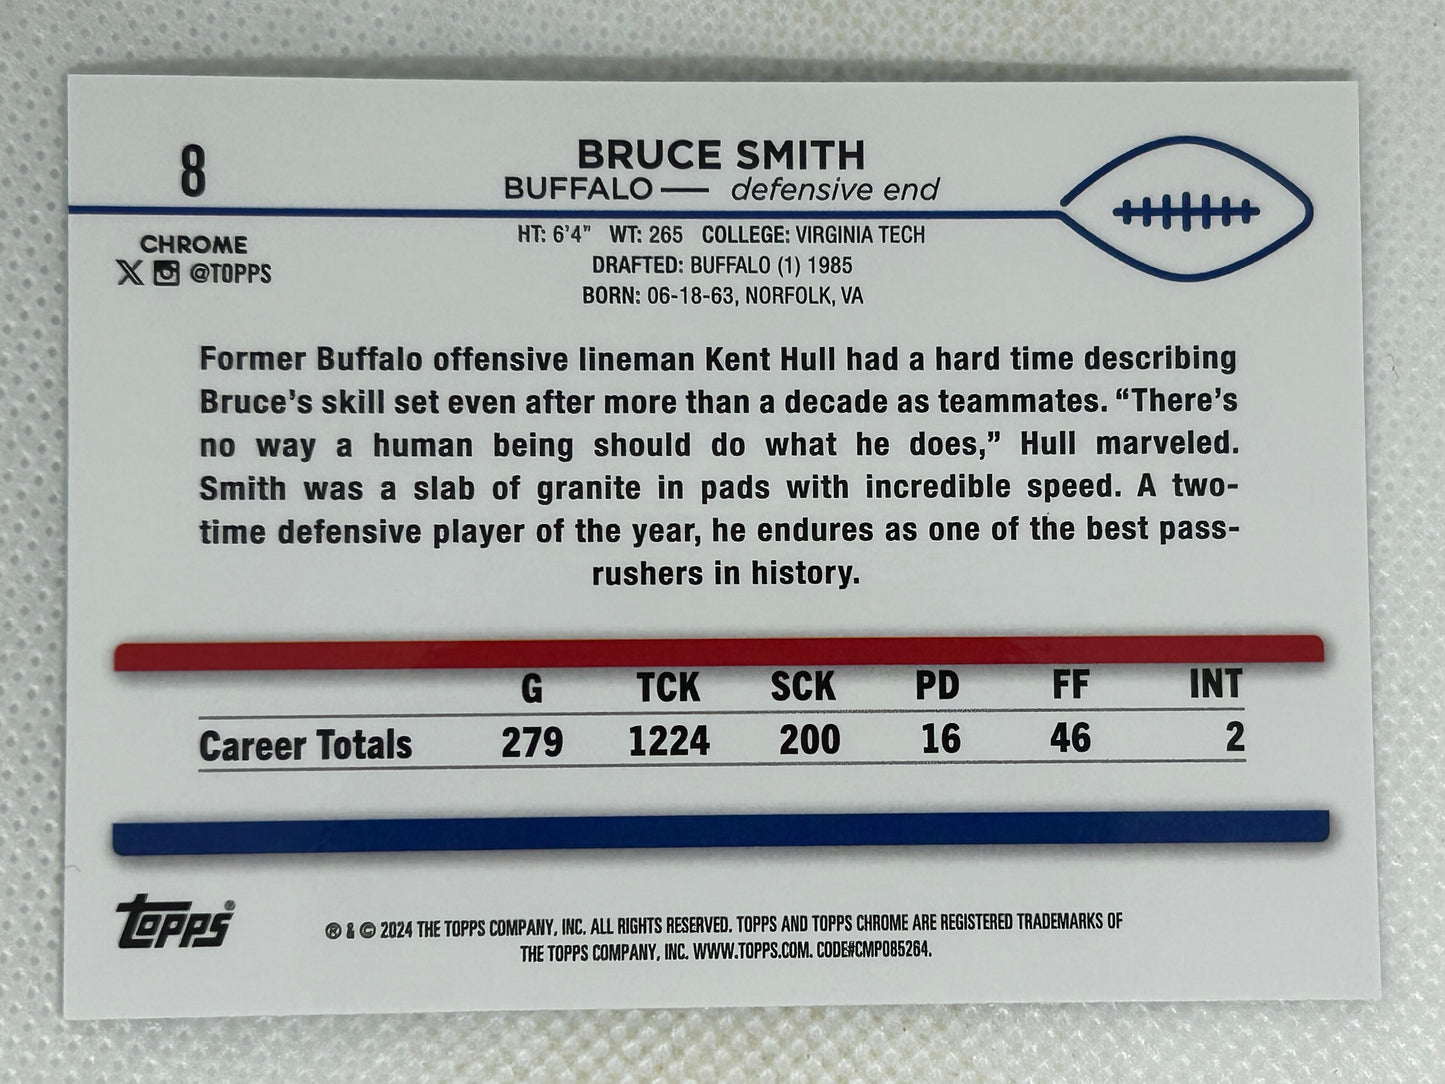 8
BRUCE SMITH
BUFFALO — defensive end
CHROME
X @TOPPS
HT: 6'4" WT: 265 COLLEGE: VIRGINIA TECH
DRAFTED: BUFFALO (1) 1985
BORN: 06-18-63, NORFOLK, VA
Former Buffalo offensive lineman Kent Hull had a hard time describing
Bruce's skill set even after more than a decade as teammates. “There's
no way a human being should do what he does,” Hull marveled.
Smith was a slab of granite in pads with incredible speed. A two-
time defensive player of the year, he endures as one of the best pass-
rushers in history.
G TCK SCK PD FF INT
Career Totals 279 1224 200 16 46 2
Topps®
® & © 2024 THE TOPPS COMPANY, INC. ALL RIGHTS RESERVED. TOPPS AND TOPPS CHROME ARE REGISTERED TRADEMARKS OF
THE TOPPS COMPANY, INC. WWW.TOPPS.COM. CODE#CMP085264.